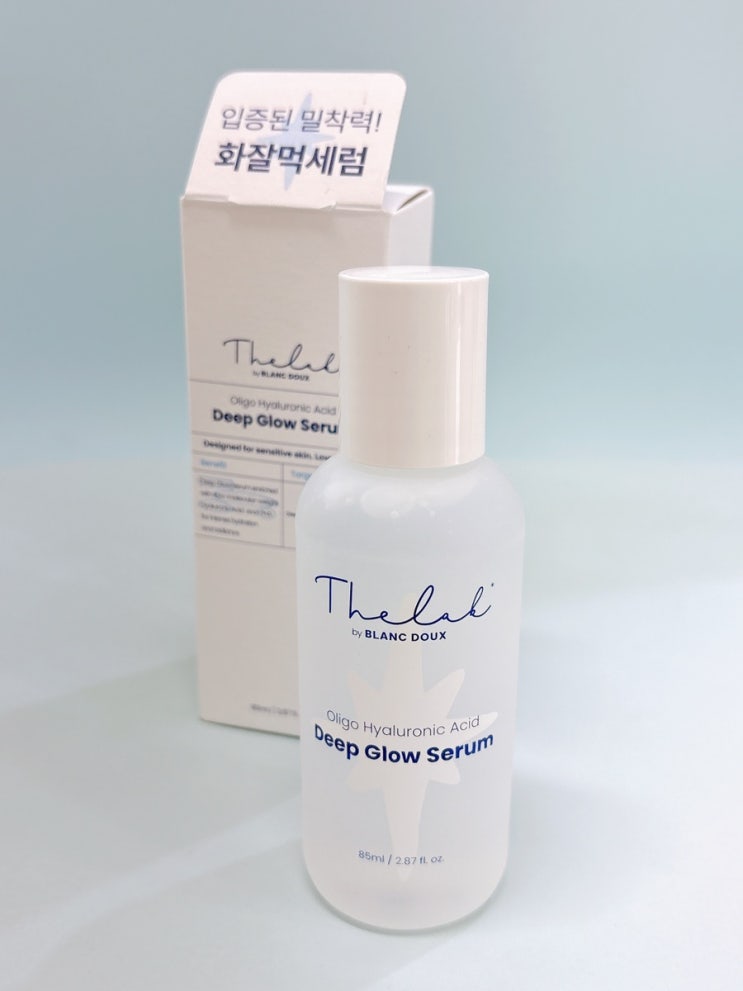 입증된 밀착력!
화잘먹세럼
Thelab
by BLANC DOUX
Oligo Hyaluronic Acid
Deep Glow
Designed for sensitive skin,
Benefit
Thelab
by BLANC DOUX
Oligo Hyaluronic Acid
Deep Glow Serum
85ml / 2.87 fl. oz.